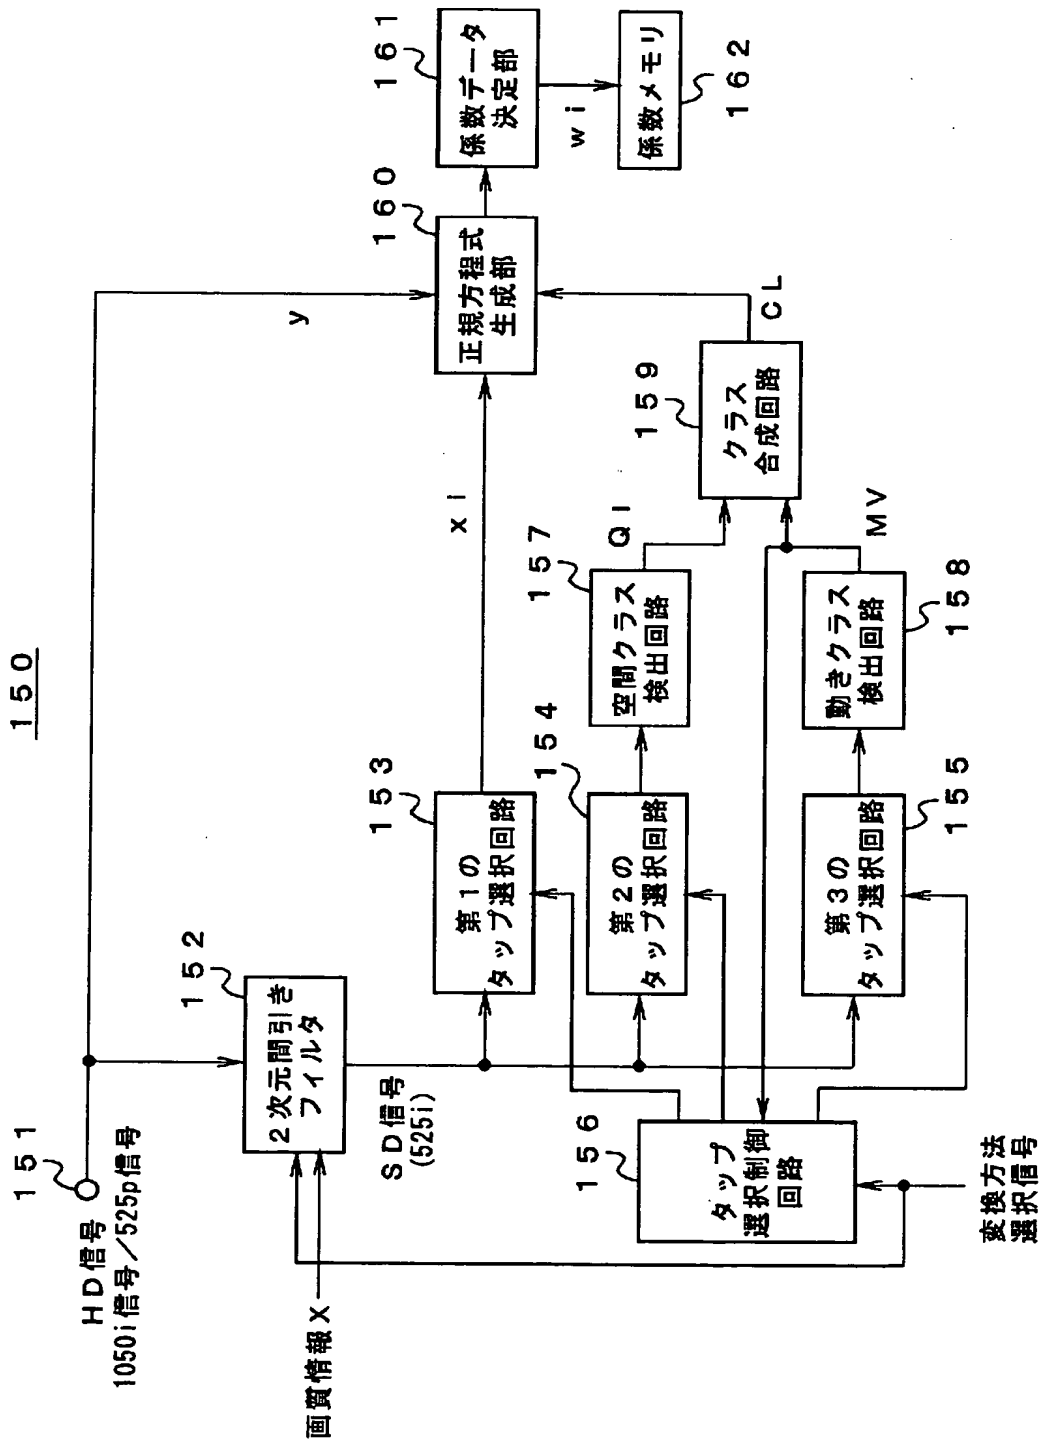 150
151
HD信号
1050i信号/525p信号
画質情報X
152
2次元間引き
フィルタ
SD信号
(525i)
153
第1の
タップ選択回路
xi
y
160
正規方程式
生成部
161
係数データ
決定部
wi
係数メモリ
162
154
第2の
タップ選択回路
157
空間クラス
検出回路
QI
159
クラス
合成回路
CL
156
タップ
選択制御
回路
第3の
タップ選択回路
155
動きクラス
検出回路
158
MV
変換方法
選択信号